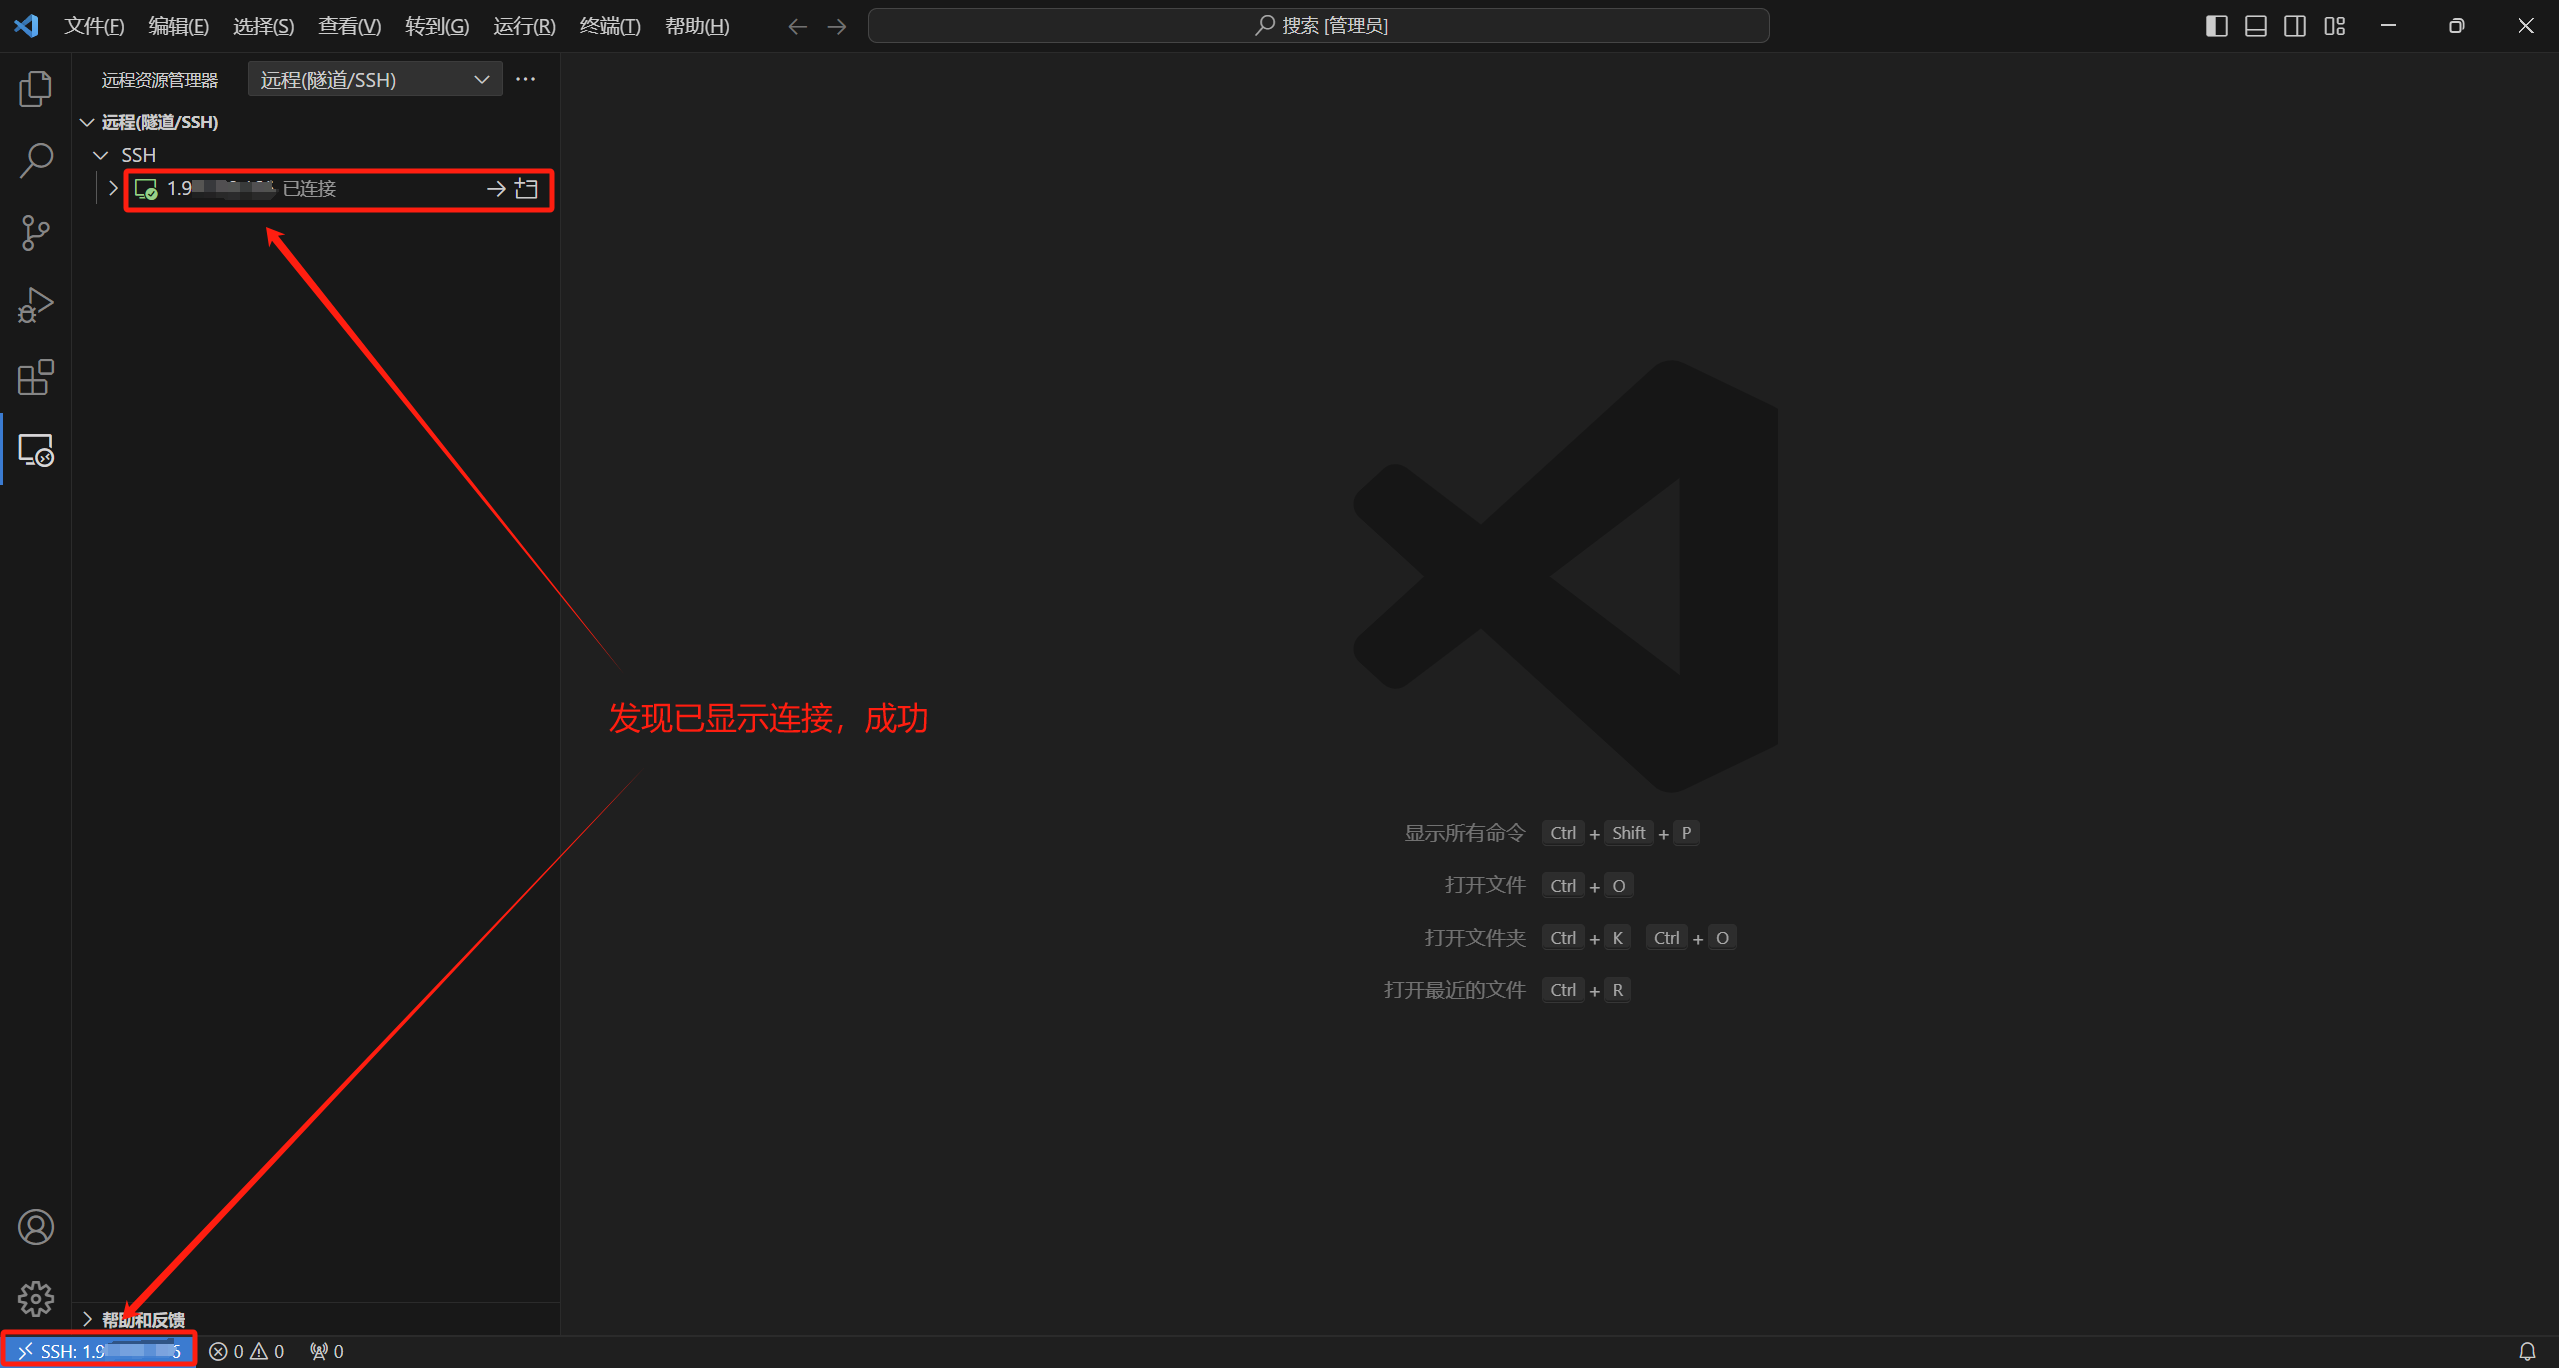 文件(F) 编辑(E) 选择(S) 查看(V) 转到(G) 运行(R) 终端(T) 帮助(H)
搜索 [管理员]
远程资源管理器 远程(隧道/SSH)
远程(隧道/SSH)
SSH
1.9 已连接
发现已显示连接，成功
显示所有命令 Ctrl + Shift + P
打开文件 Ctrl + O
打开文件夹 Ctrl + K Ctrl + O
打开最近的文件 Ctrl + R
帮助和反馈
SSH: 1.9 6 0 0 0